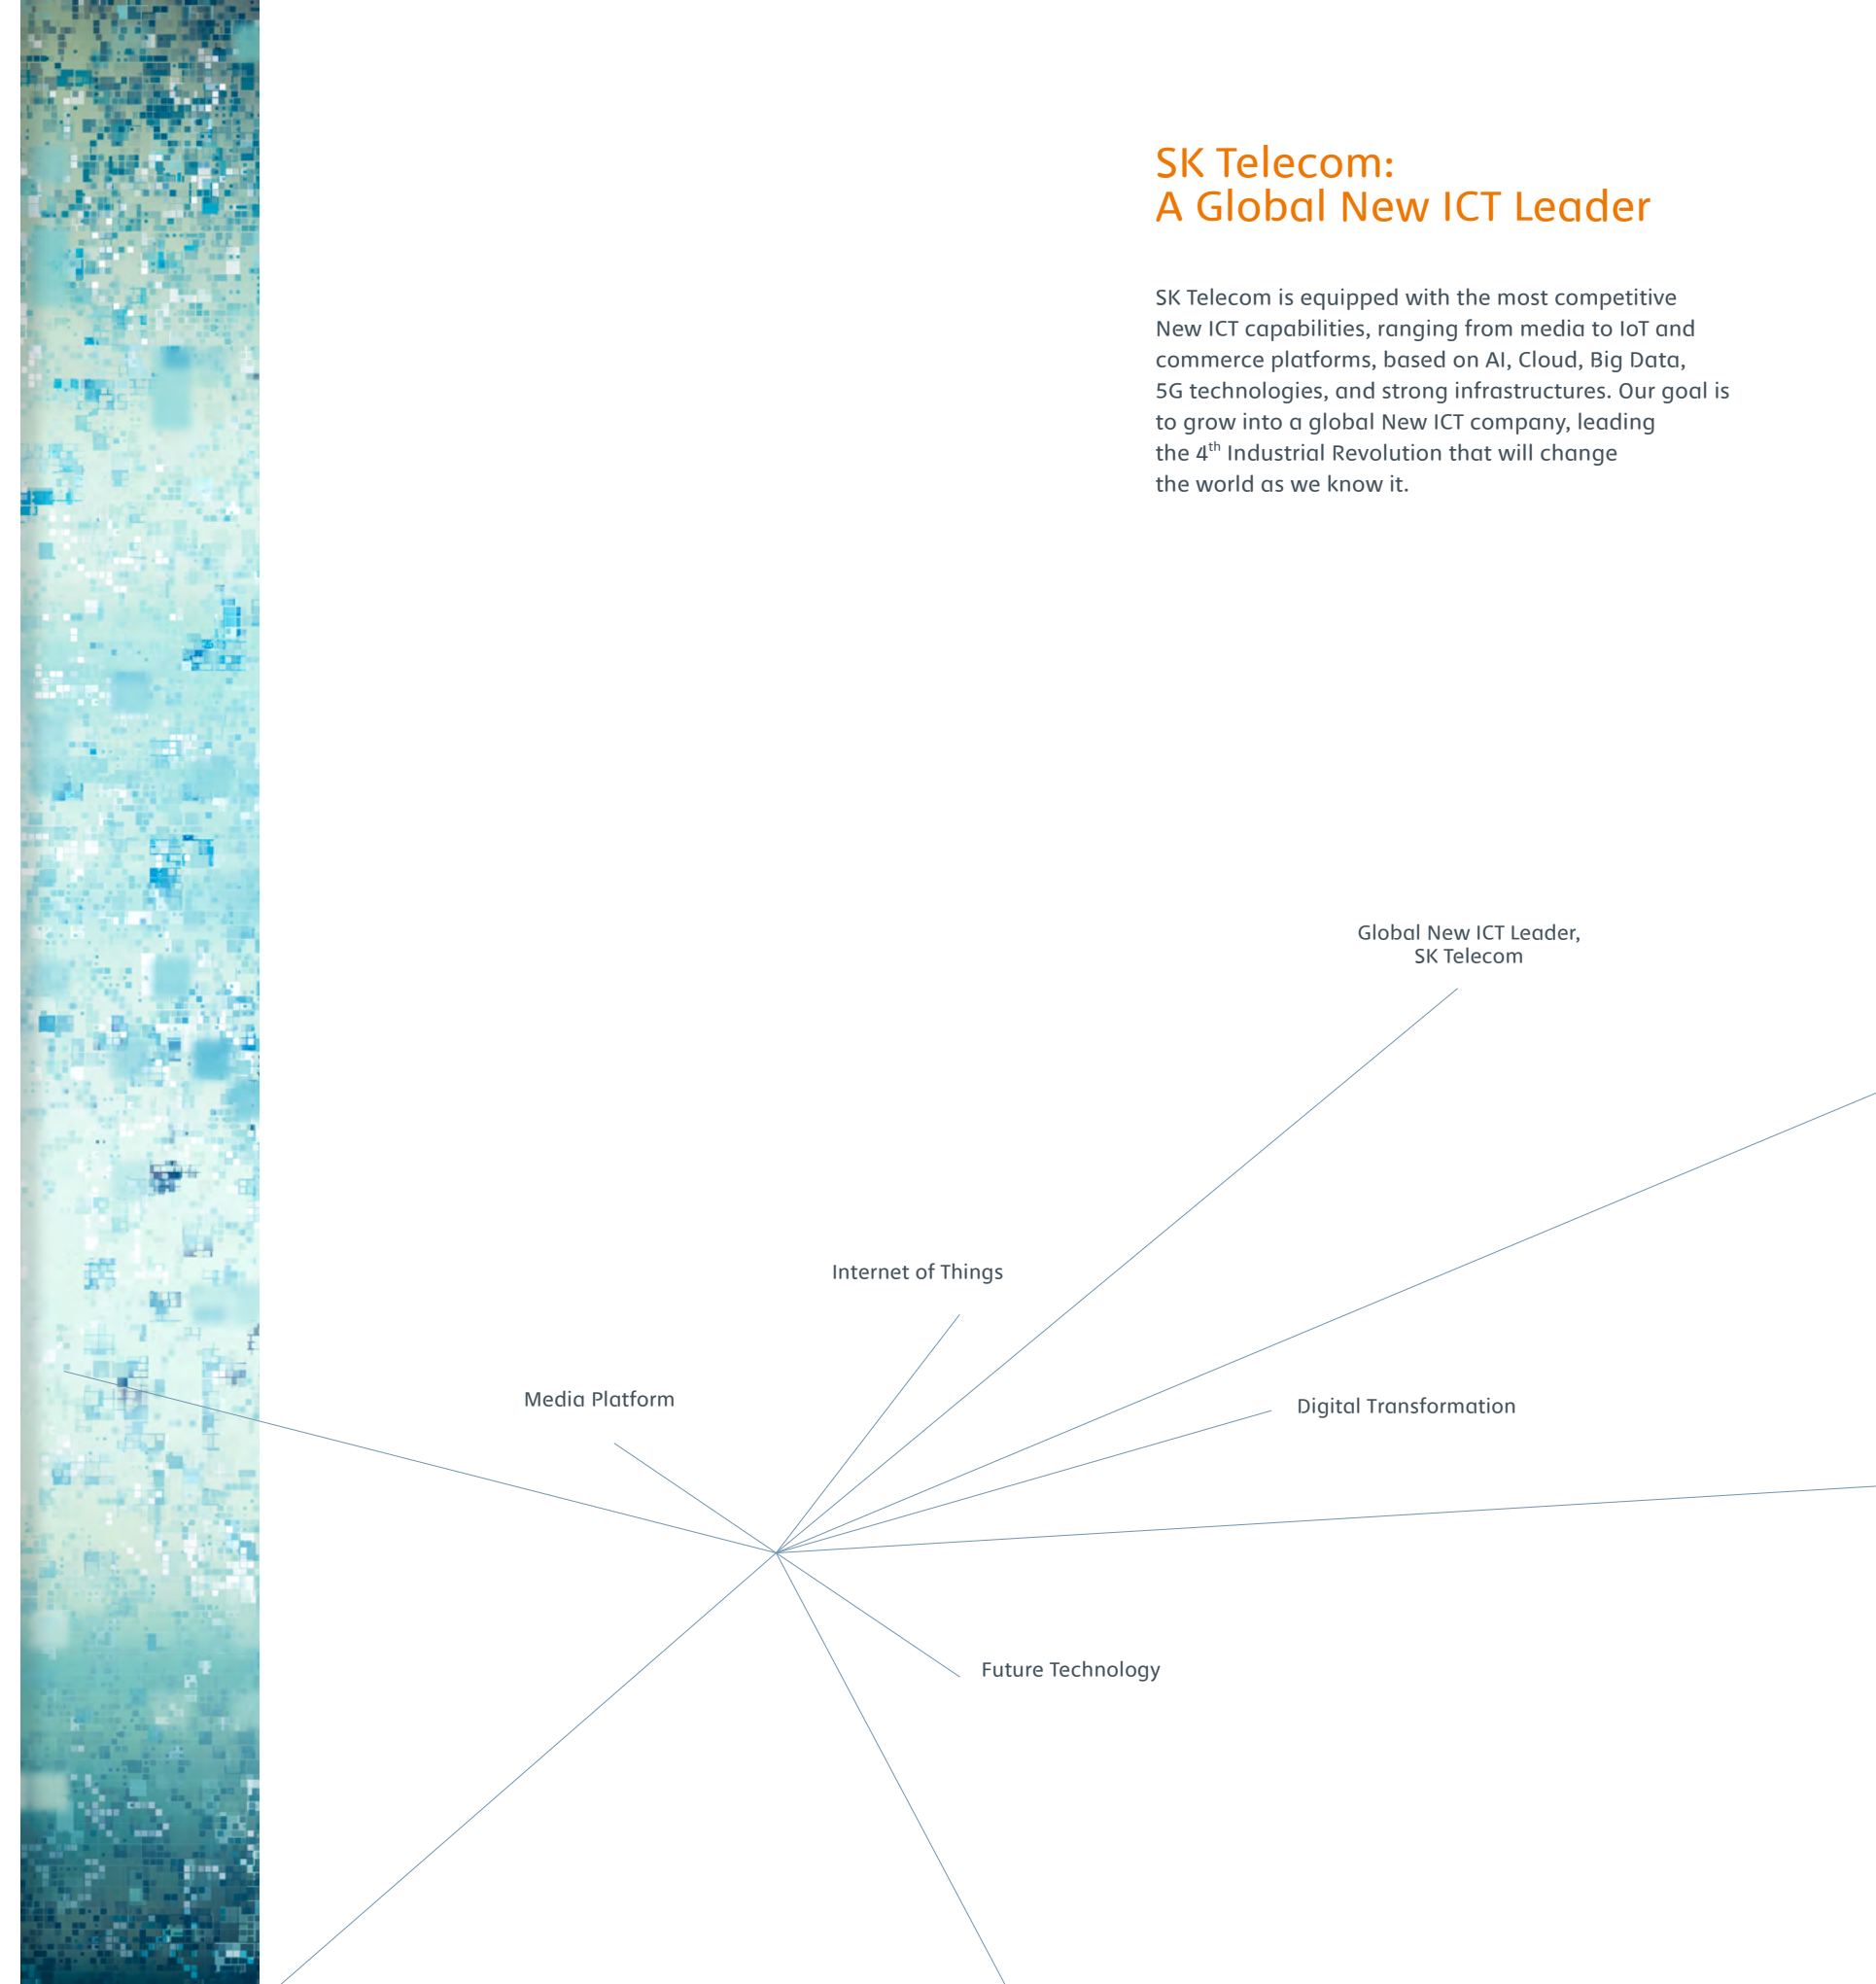 SK Telecom:
A Global New ICT Leader
SK Telecom is equipped with the most competitive
New ICT capabilities, ranging from media to IoT and
commerce platforms, based on AI, Cloud, Big Data,
5G technologies, and strong infrastructures. Our goal is
to grow into a global New ICT company, leading
the 4th Industrial Revolution that will change
the world as we know it.
Global New ICT Leader,
SK Telecom
Internet of Things
Media Platform
Digital Transformation
Future Technology